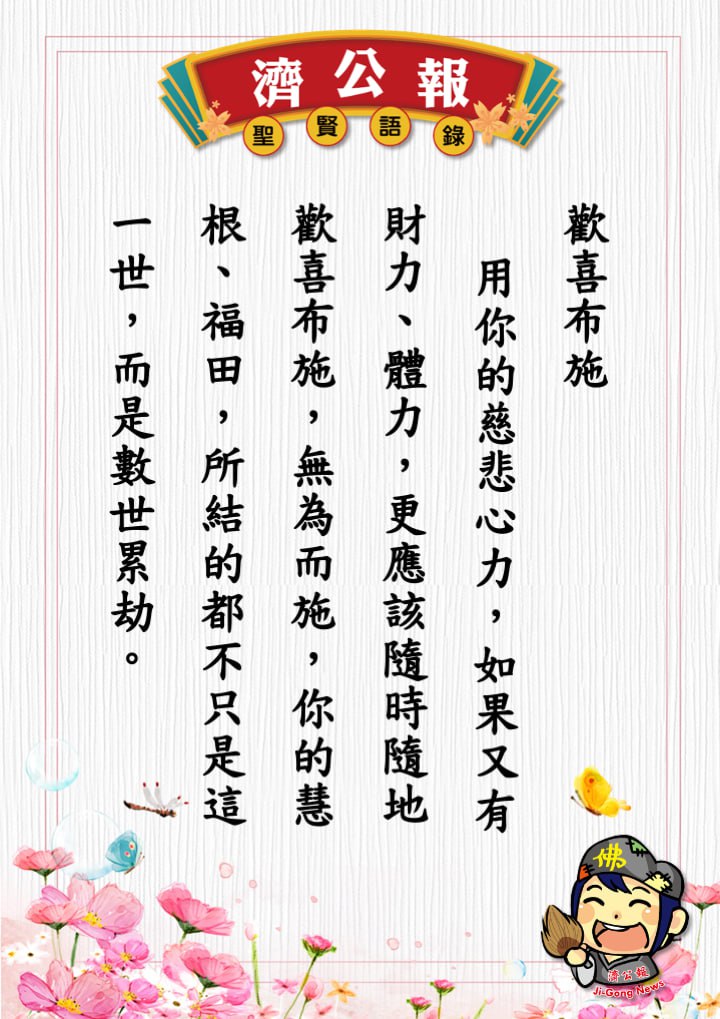 濟公報
聖賢語錄
歡喜布施
用你的慈悲心力，如果又有
財力、體力，更應該隨時隨地
歡喜布施，無為而施，你的慧
根、福田，所結的都不只是這
一世，而是數世累劫。
佛
濟公報
Ji-Gong News